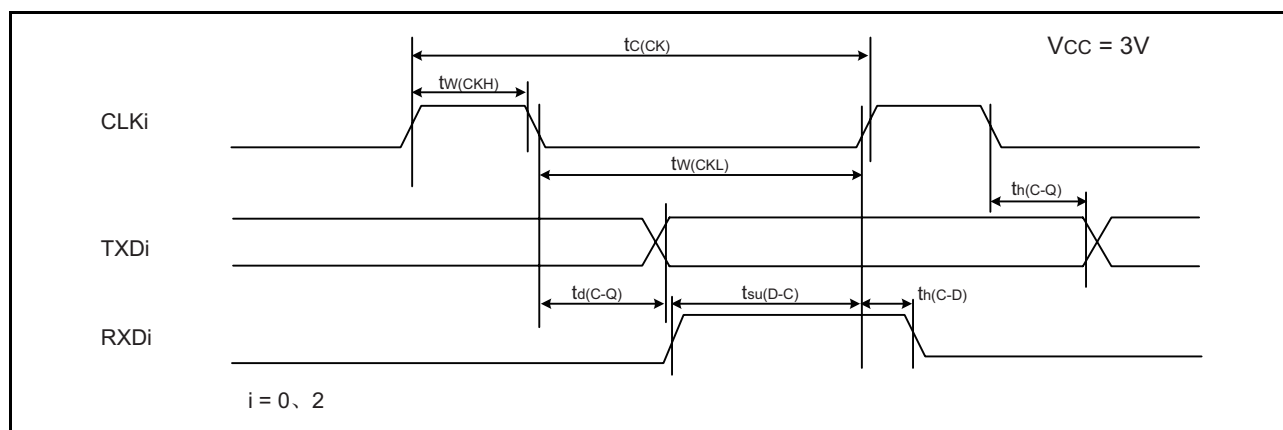 tC(CK)
VCC = 3V
tW(CKH)
CLKi
tW(CKL)
th(C-Q)
TXDi
td(C-Q)
tsu(D-C)
th(C-D)
RXDi
i = 0、2